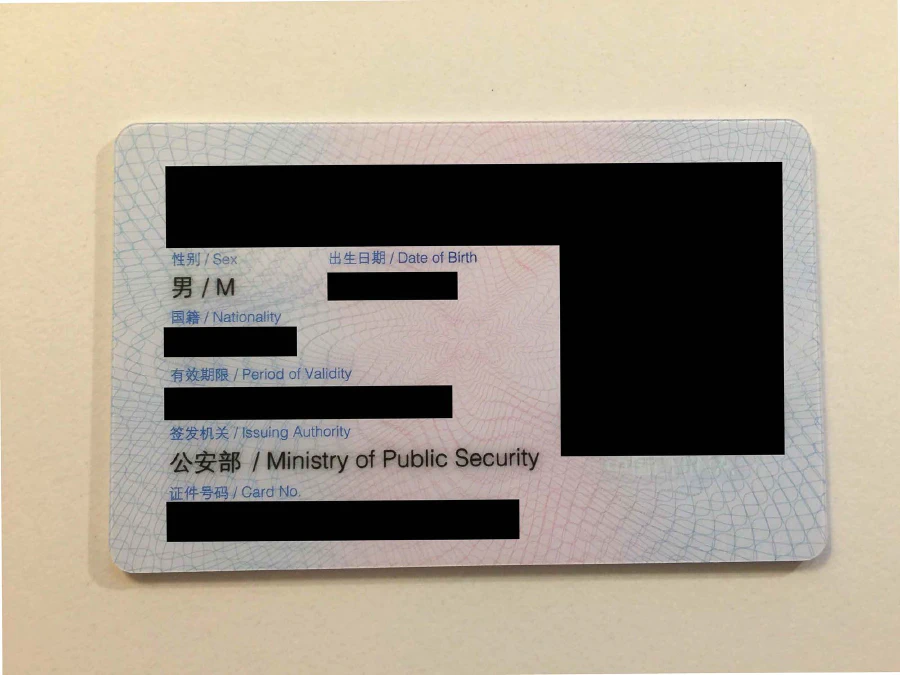 性别 / Sex
出生日期 / Date of Birth
男 / M
国籍 / Nationality
有效期限 / Period of Validity
签发机关 / Issuing Authority
公安部 / Ministry of Public Security
证件号码 / Card No.